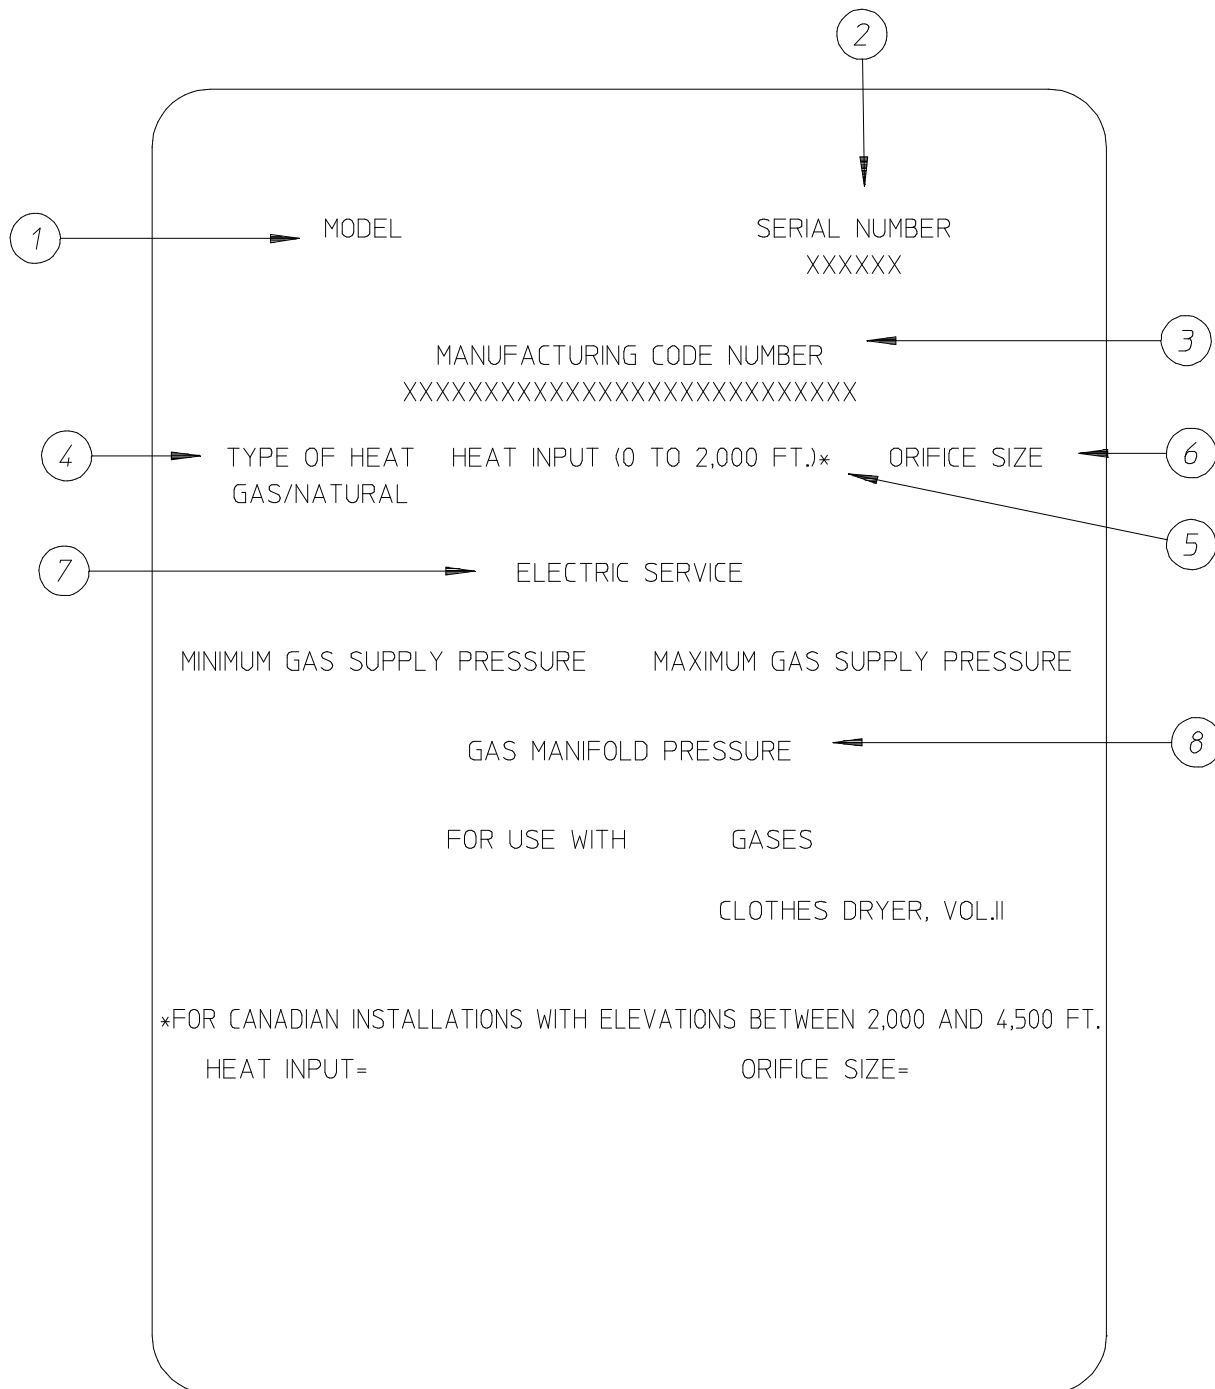 2
1
MODEL SERIAL NUMBER
XXXXXX
3
MANUFACTURING CODE NUMBER
XXXXXXXXXXXXXXXXXXXXXXXXXXXX
4 TYPE OF HEAT HEAT INPUT (0 TO 2,000 FT.)* ORIFICE SIZE 6
GAS/NATURAL
5
7 ELECTRIC SERVICE
MINIMUM GAS SUPPLY PRESSURE MAXIMUM GAS SUPPLY PRESSURE
GAS MANIFOLD PRESSURE 8
FOR USE WITH GASES
CLOTHES DRYER, VOL.II
*FOR CANADIAN INSTALLATIONS WITH ELEVATIONS BETWEEN 2,000 AND 4,500 FT.
HEAT INPUT= ORIFICE SIZE=